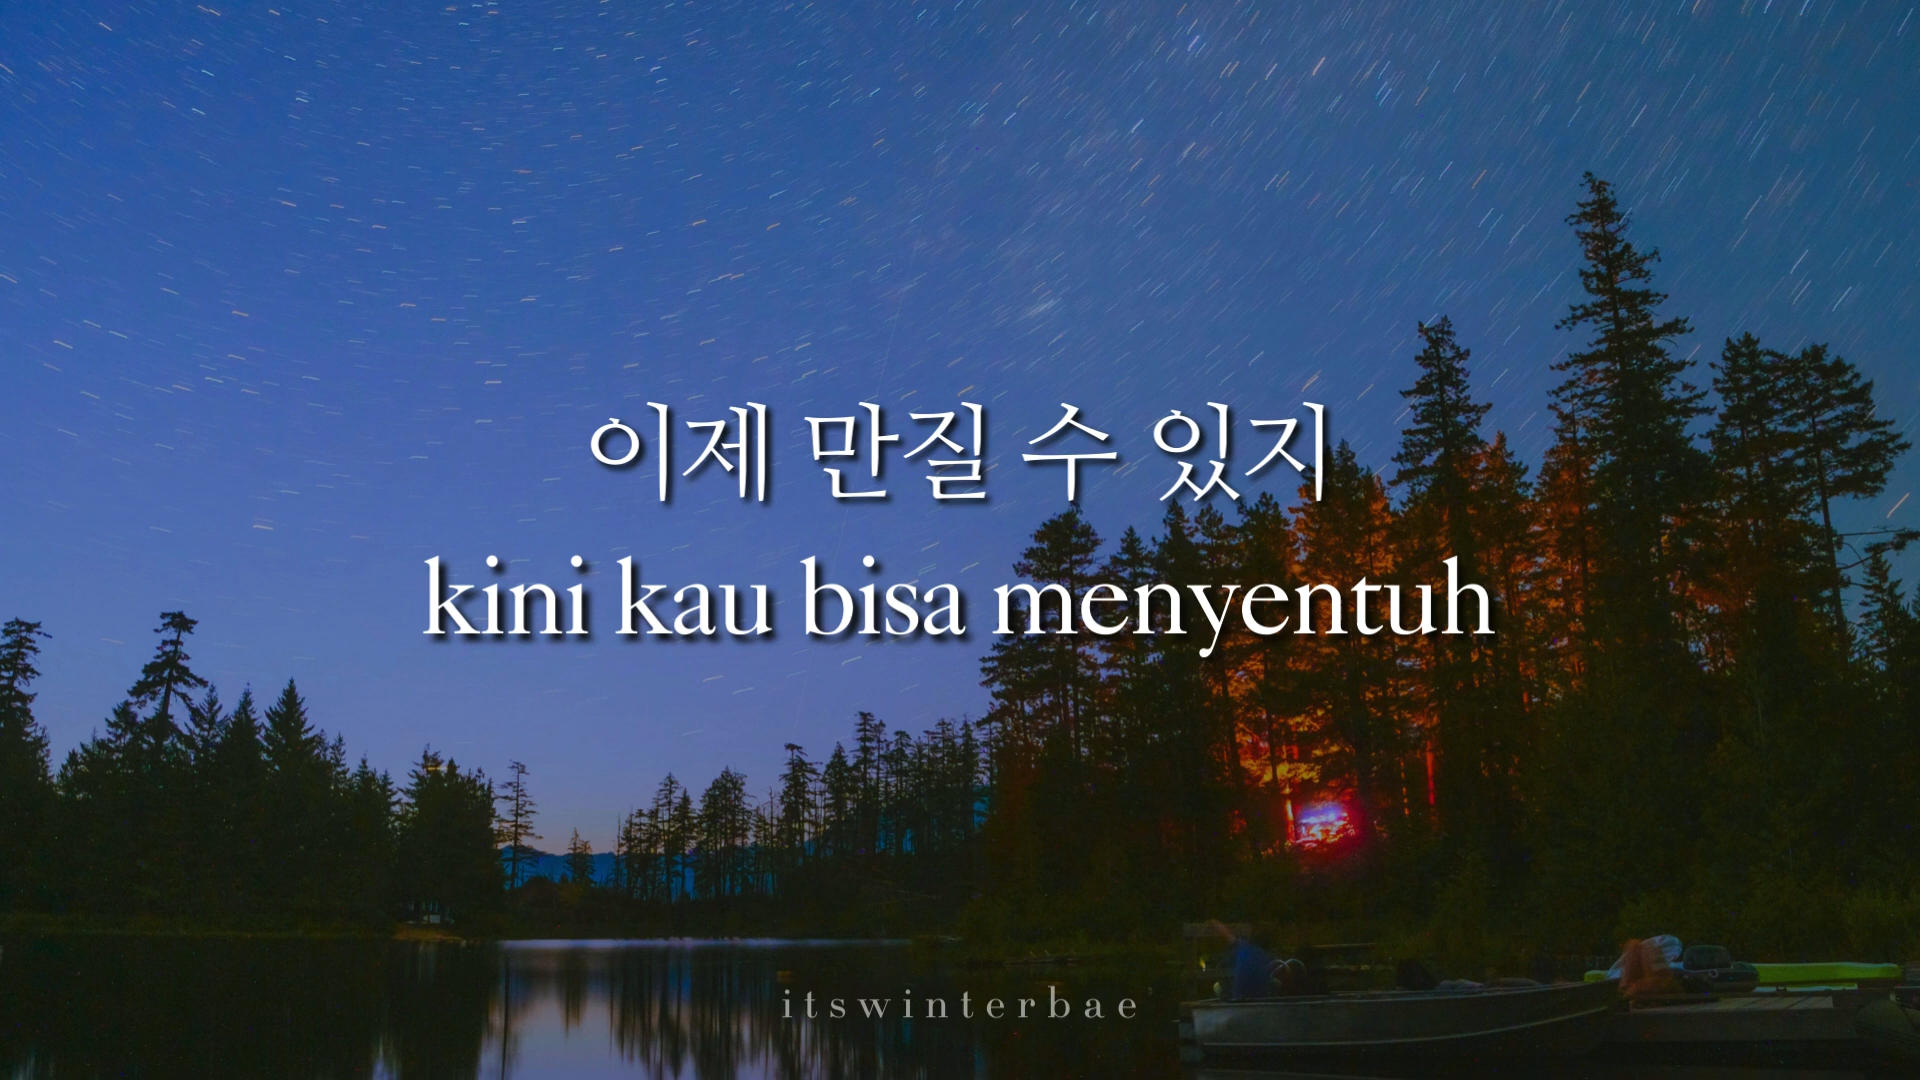 이제 만질 수 있지
kini kau bisa menyentuh
itswinterbae